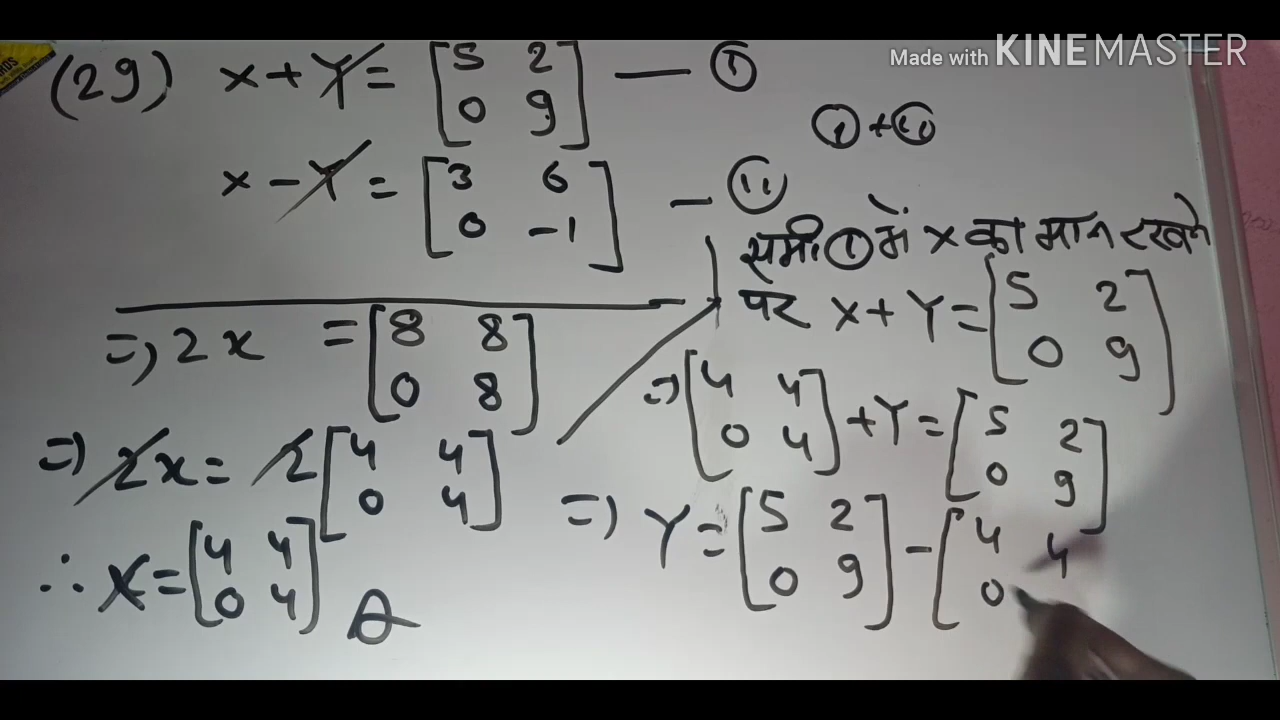 Made with KINEMASTER
(29) x + Y = [5 2 — (i)
0 9]
(i) + (ii)
x - Y = [3 6 - (ii)
0 -1]
=> 2x = [8 8
0 8]
=> 2x = 2[4 4
0 4]
∴ X = [4 4
0 4] A
समी (i) में x का मान रखने
पर x + Y = [5 2
0 9]
=> [4 4
0 4] + Y = [5 2
0 9]
=> Y = [5 2
0 9] - [4 4
0